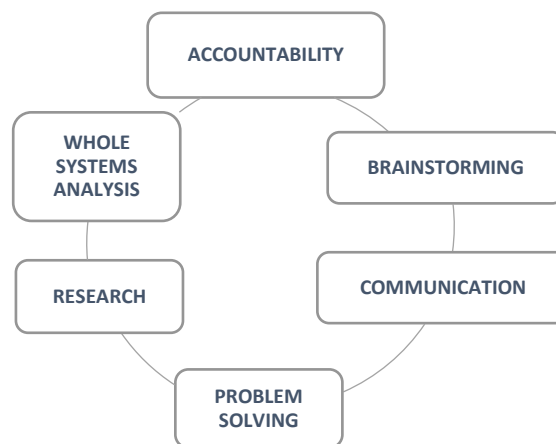 ACCOUNTABILITY
BRAINSTORMING
COMMUNICATION
PROBLEM
SOLVING
RESEARCH
WHOLE
SYSTEMS
ANALYSIS